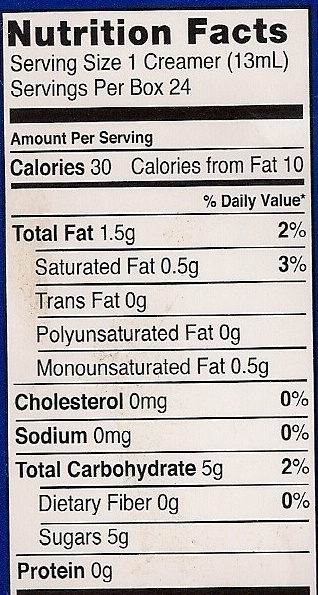 Nutrition Facts
Serving Size 1 Creamer (13mL)
Servings Per Box 24
Amount Per Serving
Calories 30 Calories from Fat 10
% Daily Value*
Total Fat 1.5g 2%
Saturated Fat 0.5g 3%
Trans Fat 0g
Polyunsaturated Fat 0g
Monounsaturated Fat 0.5g
Cholesterol 0mg 0%
Sodium 0mg 0%
Total Carbohydrate 5g 2%
Dietary Fiber 0g 0%
Sugars 5g
Protein 0g